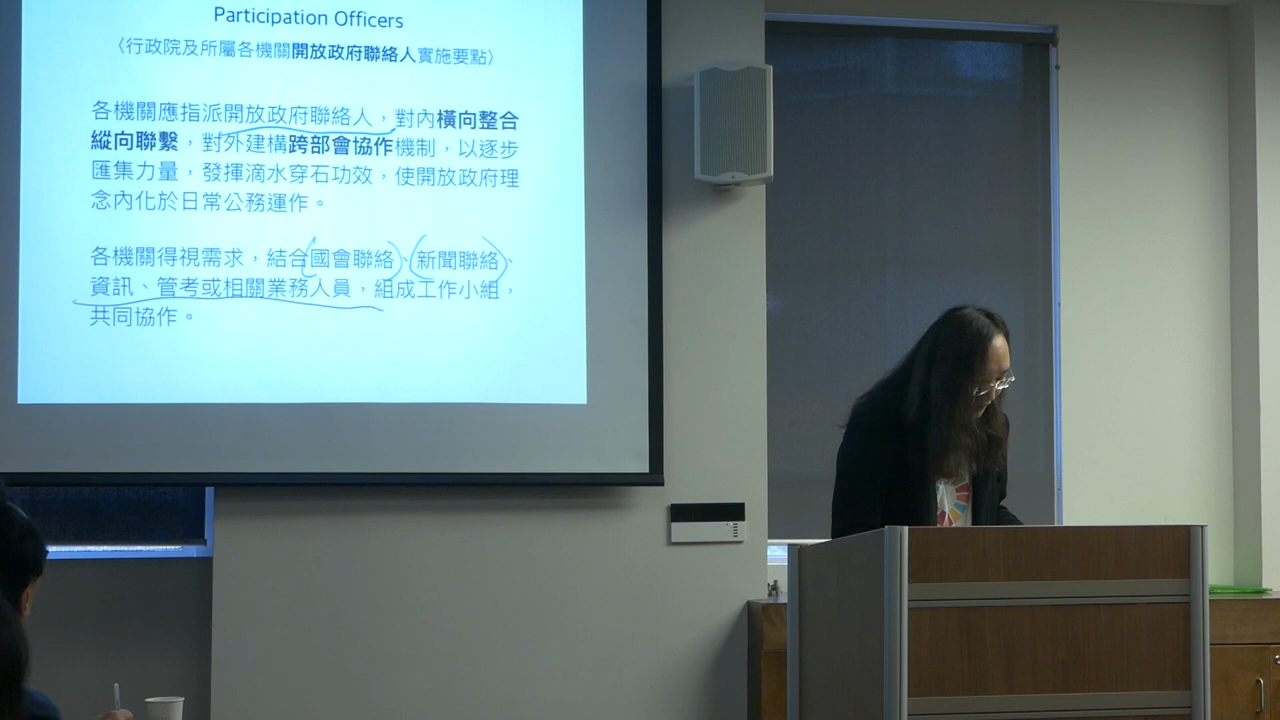 Participation Officers
〈行政院及所屬各機關開放政府聯絡人實施要點〉
各機關應指派開放政府聯絡人，對內橫向整合
縱向聯繫，對外建構跨部會協作機制，以逐步
匯集力量，發揮滴水穿石功效，使開放政府理
念內化於日常公務運作。
各機關得視需求，結合國會聯絡、新聞聯絡、
資訊、管考或相關業務人員，組成工作小組，
共同協作。